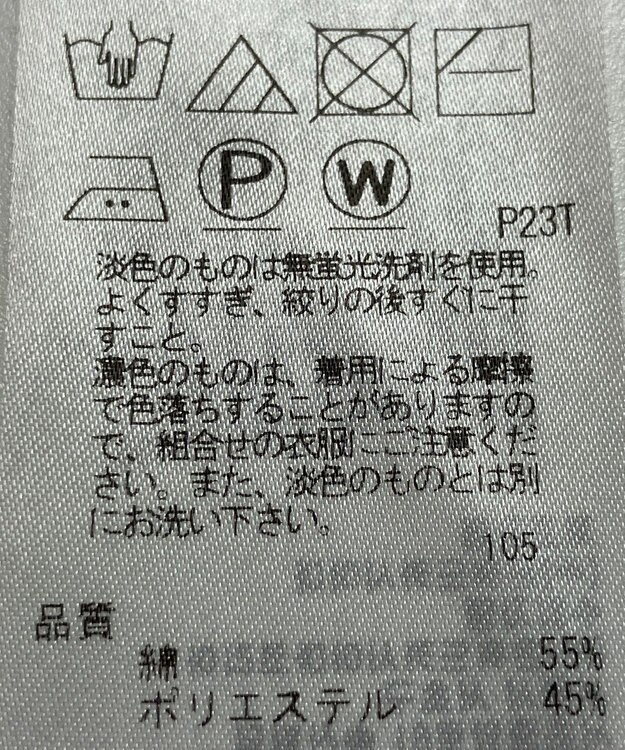 P W
P23T
淡色のものは無蛍光洗剤を使用。
よくすすぎ、絞りの後すぐに干
すこと。
濃色のものは、着用による摩擦
で色落ちすることがありますの
で、組合せの衣服にご注意くだ
さい。また、淡色のものとは別
にお洗い下さい。
105
品質
綿 55%
ポリエステル 45%